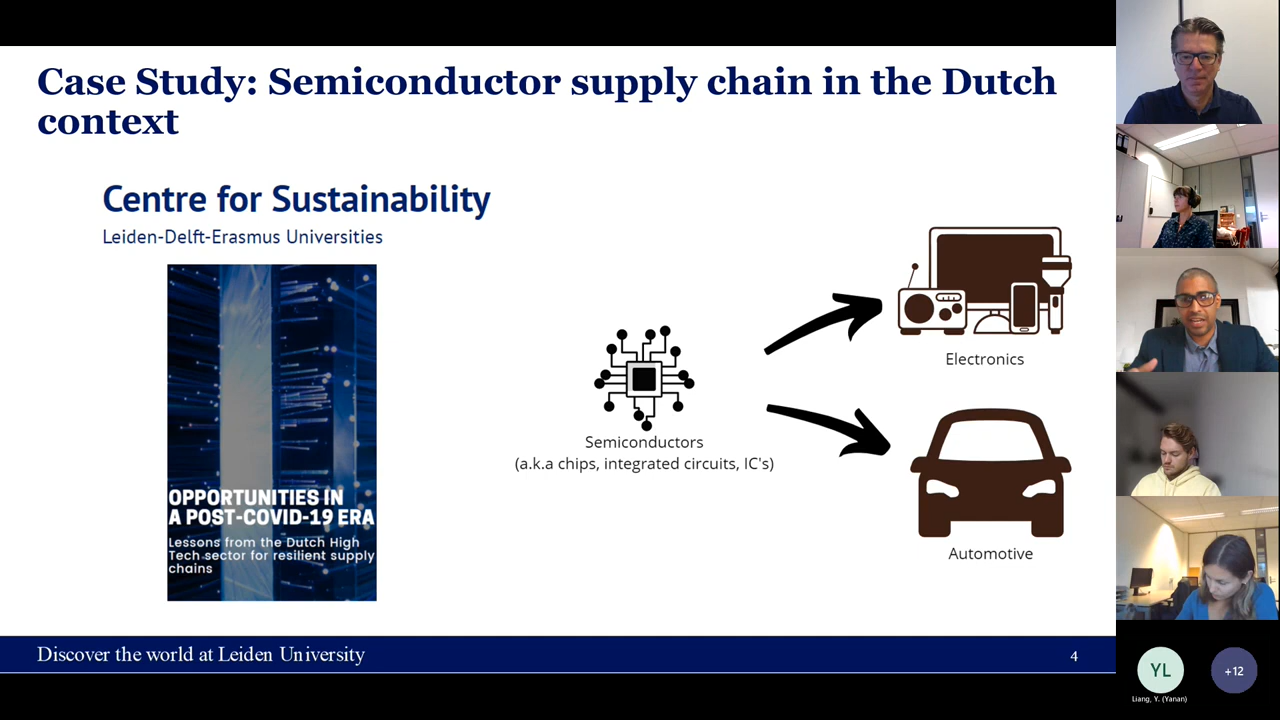 Case Study: Semiconductor supply chain in the Dutch
context
Centre for Sustainability
Leiden-Delft-Erasmus Universities
OPPORTUNITIES IN
A POST-COVID-19 ERA
Lessons from the Dutch High
Tech sector for resilient supply
chains
Semiconductors
(a.k.a chips, integrated circuits, IC's)
Electronics
Automotive
Discover the world at Leiden University
4
YL
+12
Liang, Y. (Yanan)